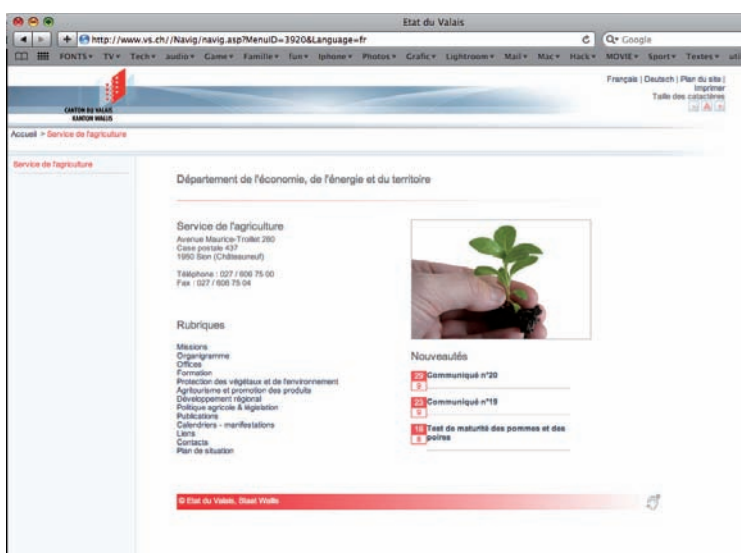 Etat du Valais
http://www.vs.ch//Navig/navig.asp?MenuID=3920&Language=fr
Google
FONTS TV Tech audio Game Famille fun Iphone Photos Grafic Lightroom Mail Mac Hack MOVIE Sport Textes uti
Français | Deutsch | Plan du site |
Imprimer
Taille des catactères
A
CANTON DU VALAIS
KANTON WALLIS
Accueil > Service de l'agriculture
Service de l'agriculture
Département de l'économie, de l'énergie et du territoire
Service de l'agriculture
Avenue Maurice-Troillet 260
Case postale 437
1950 Sion (Châteauneuf)
Téléphone : 027 / 606 75 00
Fax : 027 / 606 75 04
Rubriques
Missions
Organigramme
Offices
Formation
Protection des végétaux et de l'environnement
Agritourisme et promotion des produits
Développement régional
Politique agricole & législation
Publications
Calendriers - manifestations
Liens
Contacts
Plan de situation
Nouveautés
29
9
Communiqué n°20
23
9
Communiqué n°19
Test de maturité des pommes et des
poires
© Etat du Valais, Staat Wallis